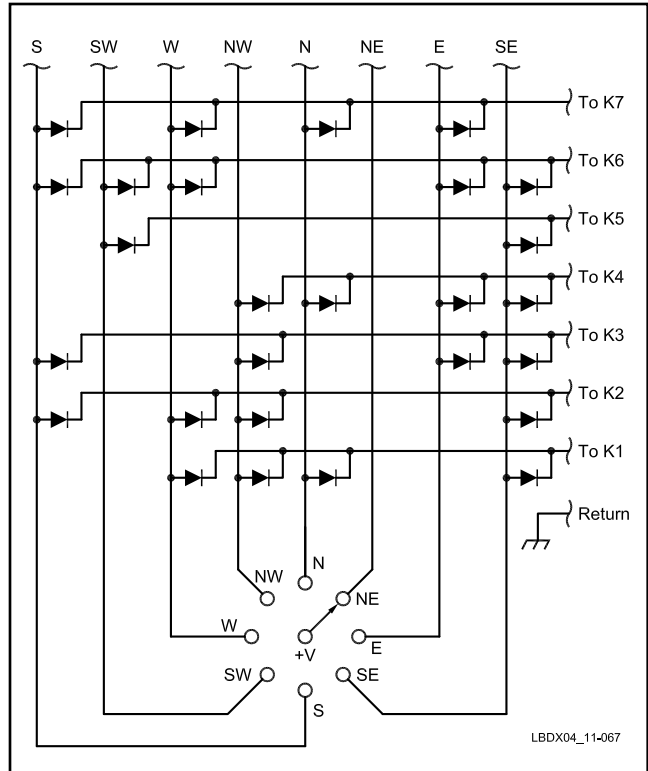 S SW W NW N NE E SE
To K7
To K6
To K5
To K4
To K3
To K2
To K1
Return
N
NW NE
W E
+V
SW SE
S
LBDX04_11-067